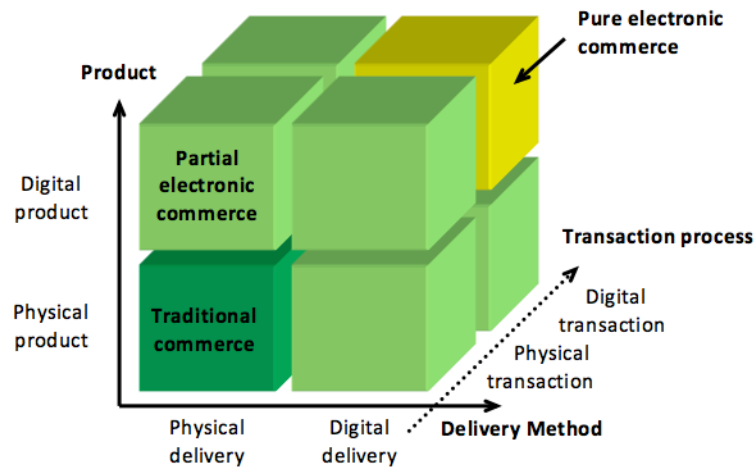 Pure electronic
commerce
Product
Partial
electronic
commerce
Digital
product
Transaction process
Physical
product
Traditional
commerce
Digital
transaction
Physical
transaction
Physical
delivery
Digital
delivery
Delivery Method